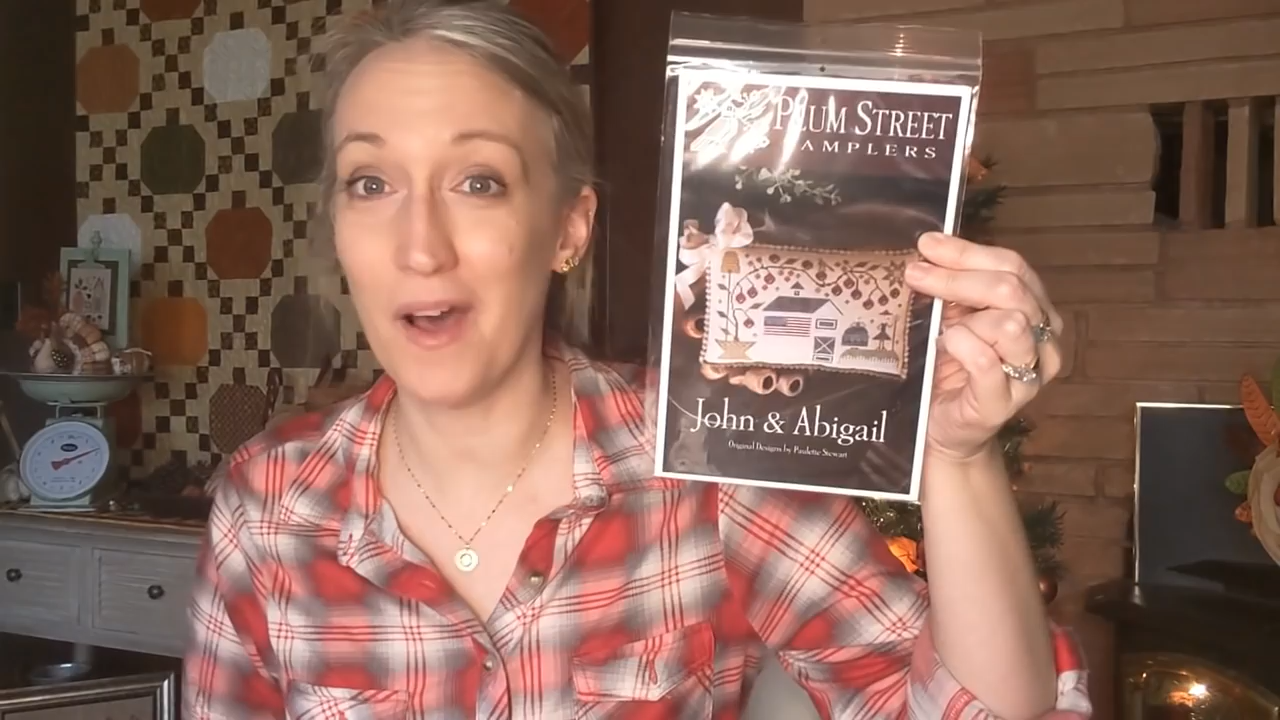 PLUM STREET
SAMPLERS
John & Abigail
Original Designs by Paulette Stewart